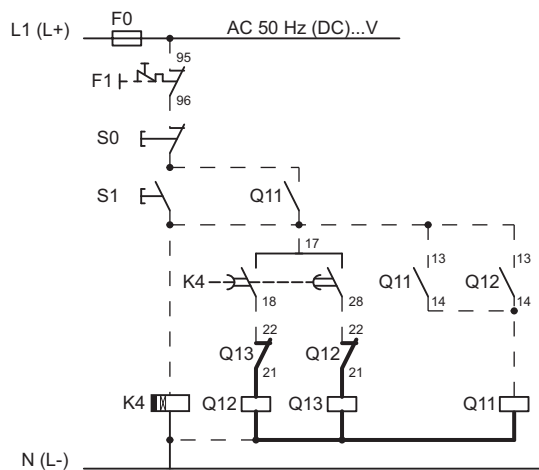 F0
L1 (L+) AC 50 Hz (DC)...V
95
F1
96
S0
S1 Q11
17
13 13
K4 Q11 Q12
18 28 14 14
22 22
Q13 Q12
21 21
K4 Q12 Q13 Q11
N (L-)